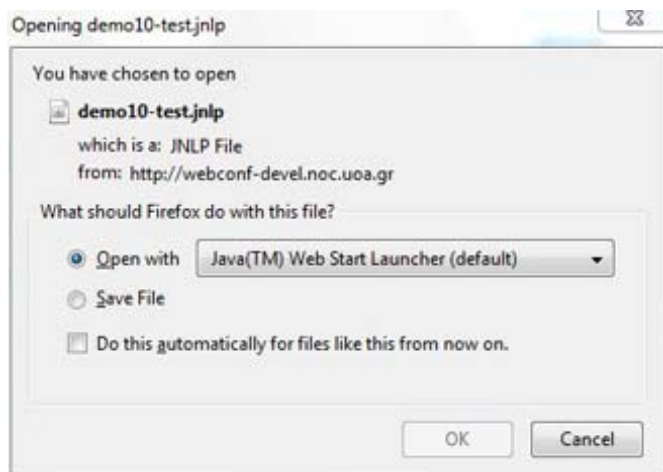 Opening demo10-test.jnlp
You have chosen to open
demo10-test.jnlp
which is a: JNLP File
from: http://webconf-devel.noc.uoa.gr
What should Firefox do with this file?
Open with Java(TM) Web Start Launcher (default)
Save File
Do this automatically for files like this from now on.
OK Cancel